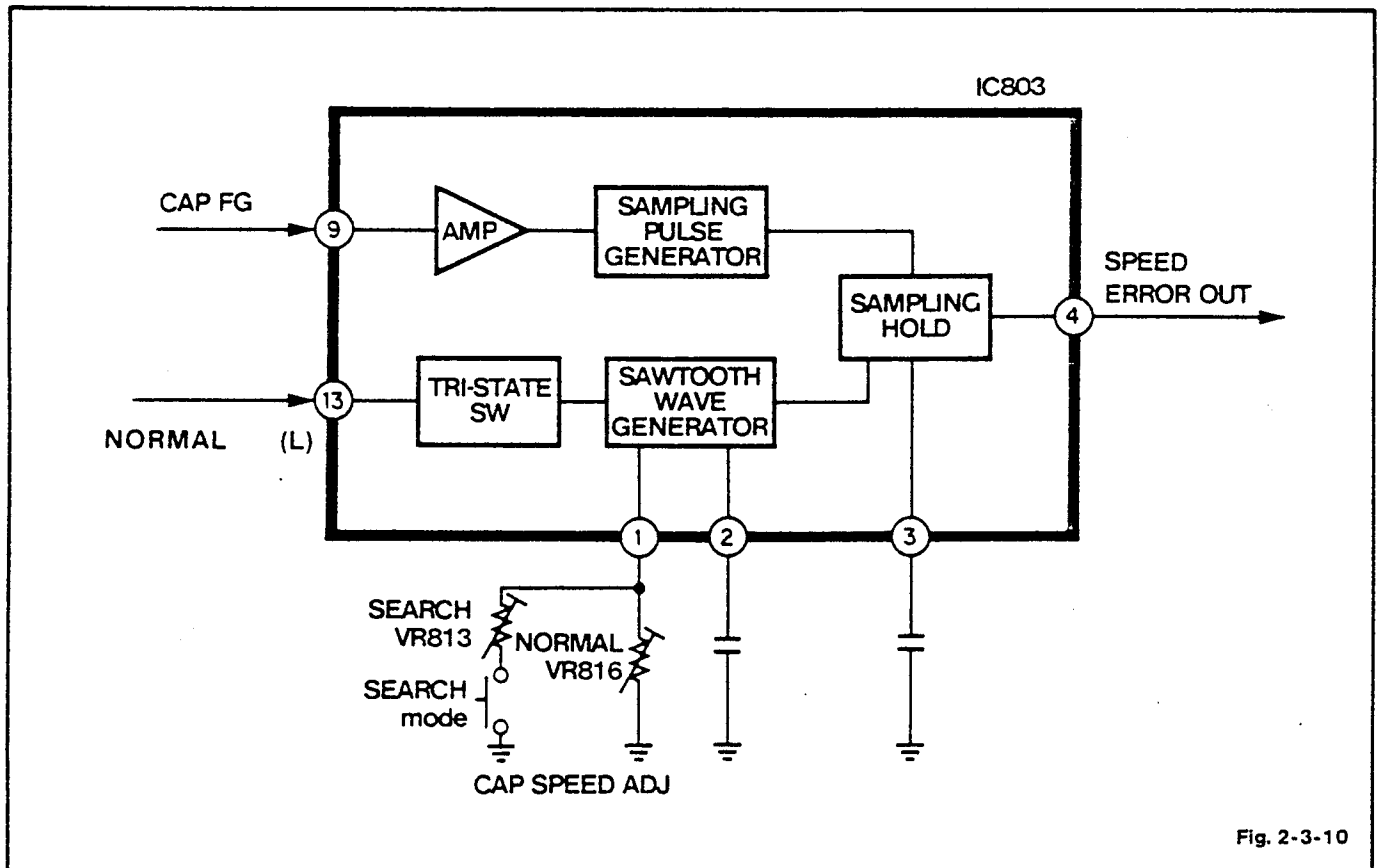 IC803
CAP FG
9
AMP
SAMPLING
PULSE
GENERATOR
SAMPLING
HOLD
4
SPEED
ERROR OUT
13
NORMAL (L)
TRI-STATE
SW
SAWTOOTH
WAVE
GENERATOR
1
2
3
SEARCH
VR813
NORMAL
VR816
SEARCH
mode
CAP SPEED ADJ
Fig. 2-3-10